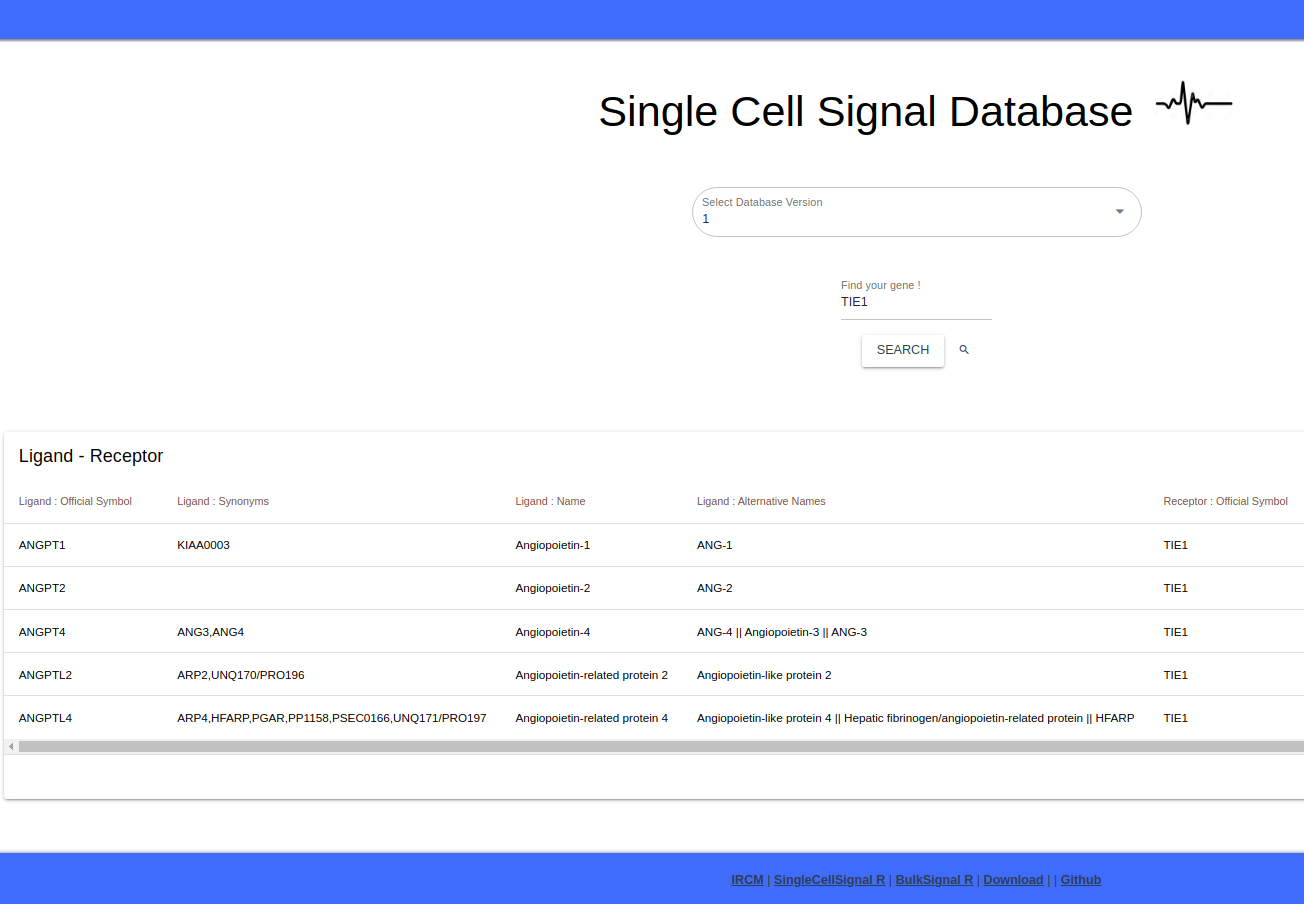 Single Cell Signal Database
Select Database Version
1
Find your gene !
TIE1
SEARCH
Ligand - Receptor
Ligand : Official Symbol Ligand : Synonyms Ligand : Name Ligand : Alternative Names Receptor : Official Symbol
ANGPT1 KIAA0003 Angiopoietin-1 ANG-1 TIE1
ANGPT2 Angiopoietin-2 ANG-2 TIE1
ANGPT4 ANG3,ANG4 Angiopoietin-4 ANG-4 || Angiopoietin-3 || ANG-3 TIE1
ANGPTL2 ARP2,UNQ170/PRO196 Angiopoietin-related protein 2 Angiopoietin-like protein 2 TIE1
ANGPTL4 ARP4,HFARP,PGAR,PP1158,PSEC0166,UNQ171/PRO197 Angiopoietin-related protein 4 Angiopoietin-like protein 4 || Hepatic fibrinogen/angiopoietin-related protein || HFARP TIE1
IRCM | SingleCellSignal R | BulkSignal R | Download | | Github